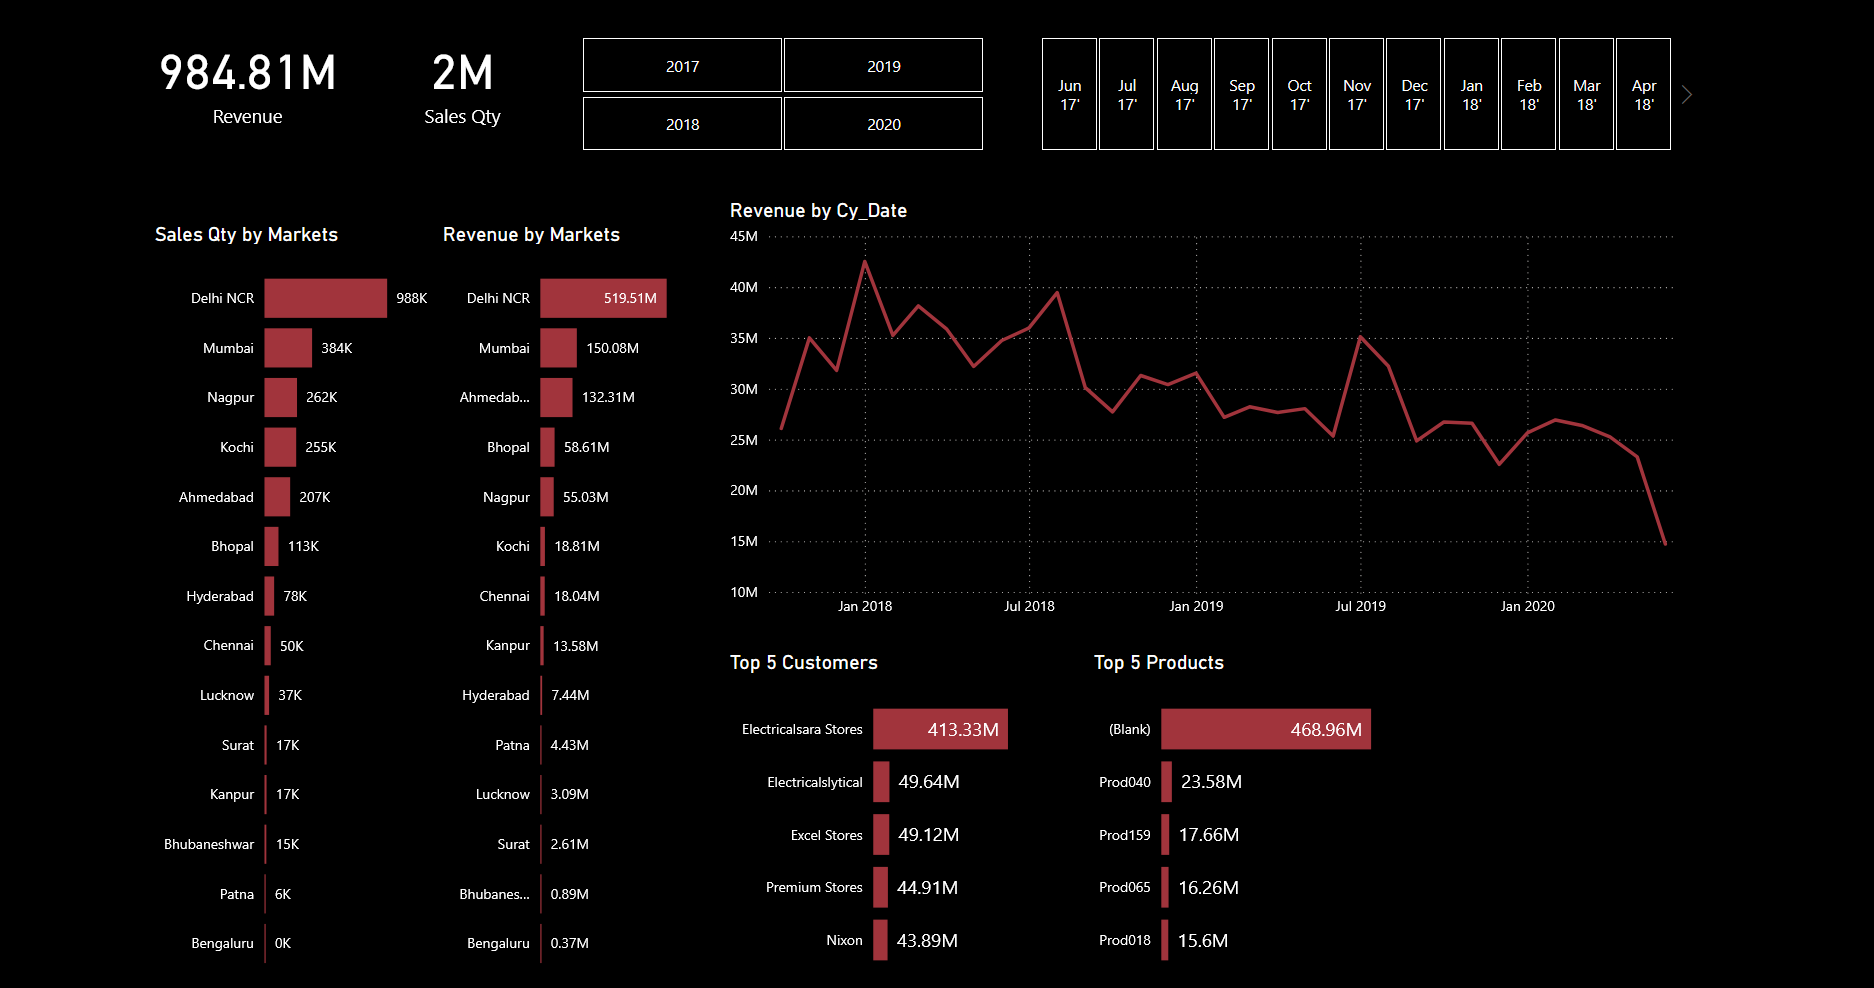 984.81M
Revenue
2M
Sales Qty
2017
2019
2018
2020
Jun
17'
Jul
17'
Aug
17'
Sep
17'
Oct
17'
Nov
17'
Dec
17'
Jan
18'
Feb
18'
Mar
18'
Apr
18'
Sales Qty by Markets
Delhi NCR 988K
Mumbai 384K
Nagpur 262K
Kochi 255K
Ahmedabad 207K
Bhopal 113K
Hyderabad 78K
Chennai 50K
Lucknow 37K
Surat 17K
Kanpur 17K
Bhubaneshwar 15K
Patna 6K
Bengaluru 0K
Revenue by Markets
Delhi NCR 519.51M
Mumbai 150.08M
Ahmedab... 132.31M
Bhopal 58.61M
Nagpur 55.03M
Kochi 18.81M
Chennai 18.04M
Kanpur 13.58M
Hyderabad 7.44M
Patna 4.43M
Lucknow 3.09M
Surat 2.61M
Bhubanes... 0.89M
Bengaluru 0.37M
Revenue by Cy_Date
45M
40M
35M
30M
25M
20M
15M
10M
Jan 2018 Jul 2018 Jan 2019 Jul 2019 Jan 2020
Top 5 Customers
Electricalsara Stores 413.33M
Electricalslytical 49.64M
Excel Stores 49.12M
Premium Stores 44.91M
Nixon 43.89M
Top 5 Products
(Blank) 468.96M
Prod040 23.58M
Prod159 17.66M
Prod065 16.26M
Prod018 15.6M